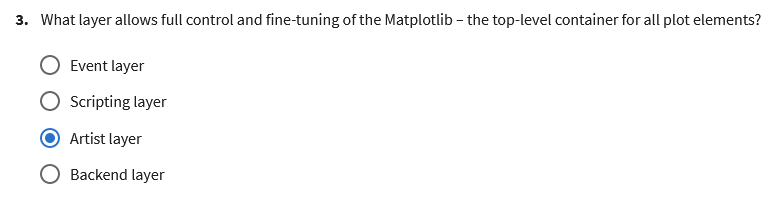 3. What layer allows full control and fine-tuning of the Matplotlib – the top-level container for all plot elements?
Event layer
Scripting layer
Artist layer
Backend layer